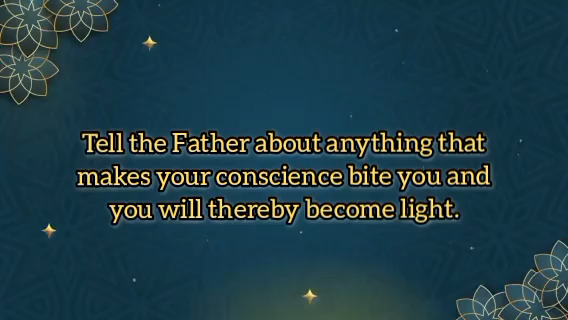 Tell the Father about anything that
makes your conscience bite you and
you will thereby become light.